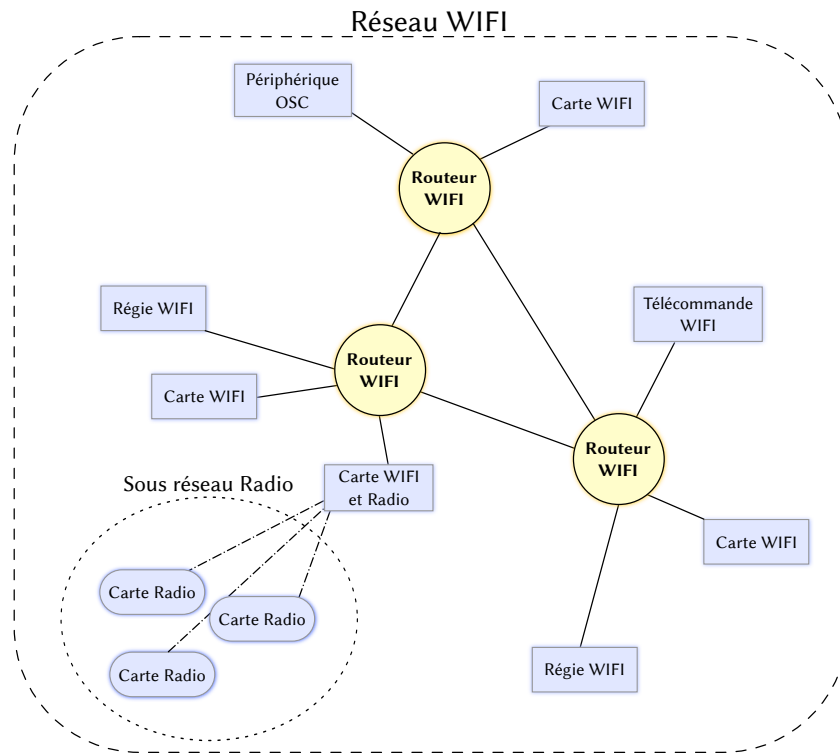 Réseau WIFI
Périphérique
OSC
Carte WIFI
Routeur
WIFI
Régie WIFI
Télécommande
WIFI
Routeur
WIFI
Carte WIFI
Routeur
WIFI
Carte WIFI
et Radio
Sous réseau Radio
Carte WIFI
Carte Radio
Carte Radio
Carte Radio
Régie WIFI